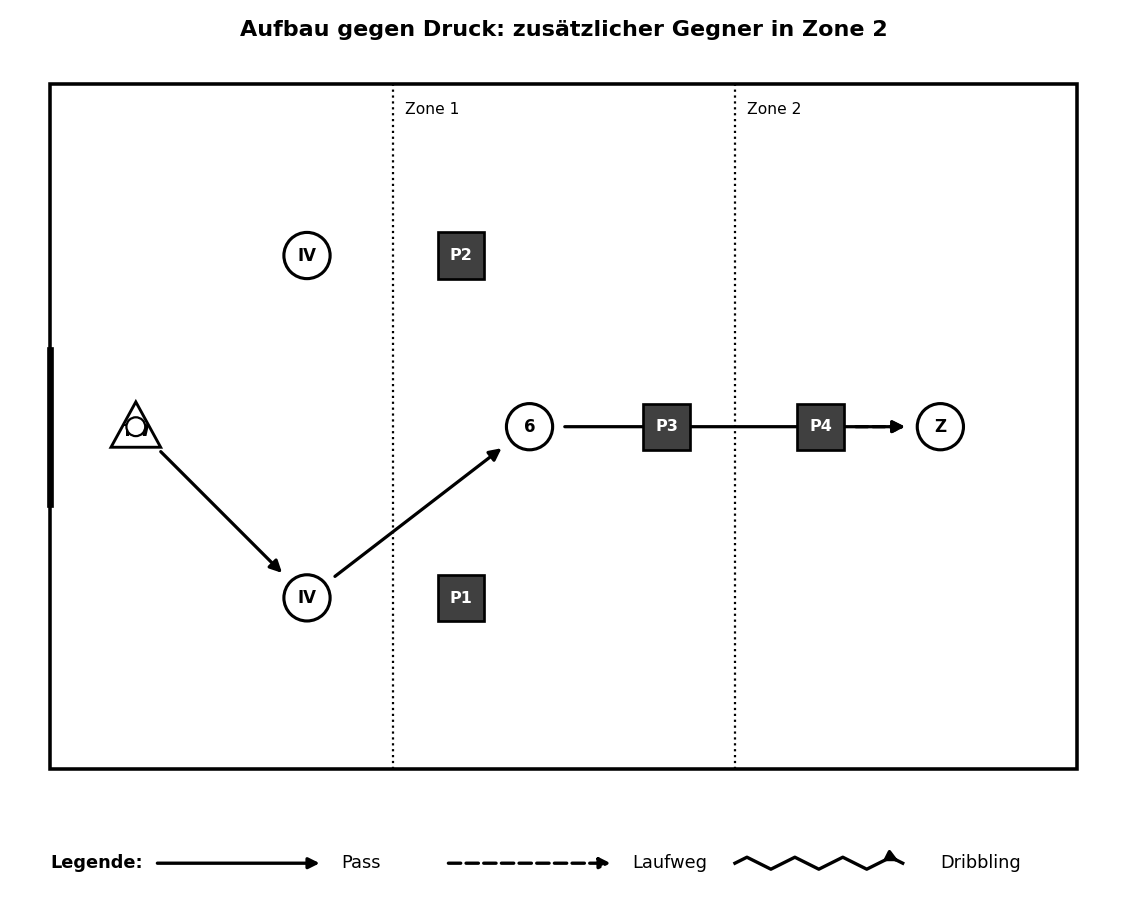 Aufbau gegen Druck: zusätzlicher Gegner in Zone 2
Zone 1
Zone 2
IV
P2
6
P3
P4
Z
IV
P1
Legende:
Pass
Laufweg
Dribbling